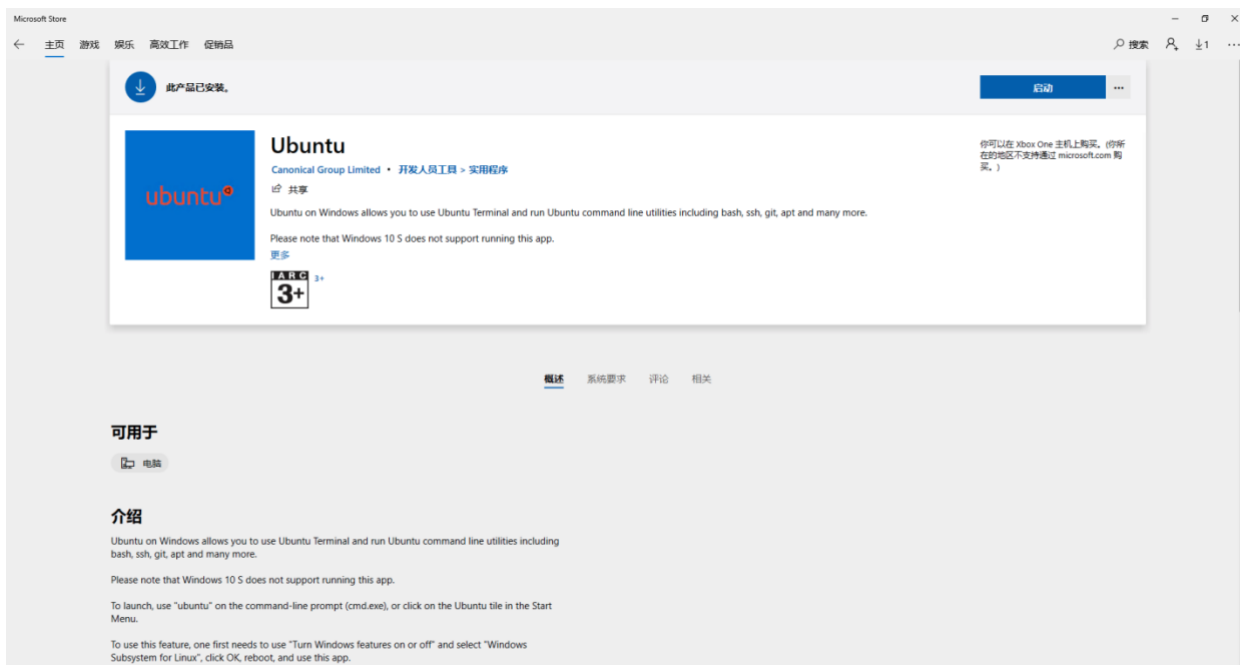 Microsoft Store
主页 游戏 娱乐 高效工作 促销品
搜索
1
此产品已安装。
启动
ubuntu
Ubuntu
Canonical Group Limited • 开发人员工具 > 实用程序
共享
Ubuntu on Windows allows you to use Ubuntu Terminal and run Ubuntu command line utilities including bash, ssh, git, apt and many more.
Please note that Windows 10 S does not support running this app.
更多
IARC
3+
3+
你可以在 Xbox One 主机上购买。(你所
在的地区不支持通过 microsoft.com 购
买。)
概述 系统要求 评论 相关
可用于
电脑
介绍
Ubuntu on Windows allows you to use Ubuntu Terminal and run Ubuntu command line utilities including
bash, ssh, git, apt and many more.
Please note that Windows 10 S does not support running this app.
To launch, use "ubuntu" on the command-line prompt (cmd.exe), or click on the Ubuntu tile in the Start
Menu.
To use this feature, one first needs to use "Turn Windows features on or off" and select "Windows
Subsystem for Linux", click OK, reboot, and use this app.